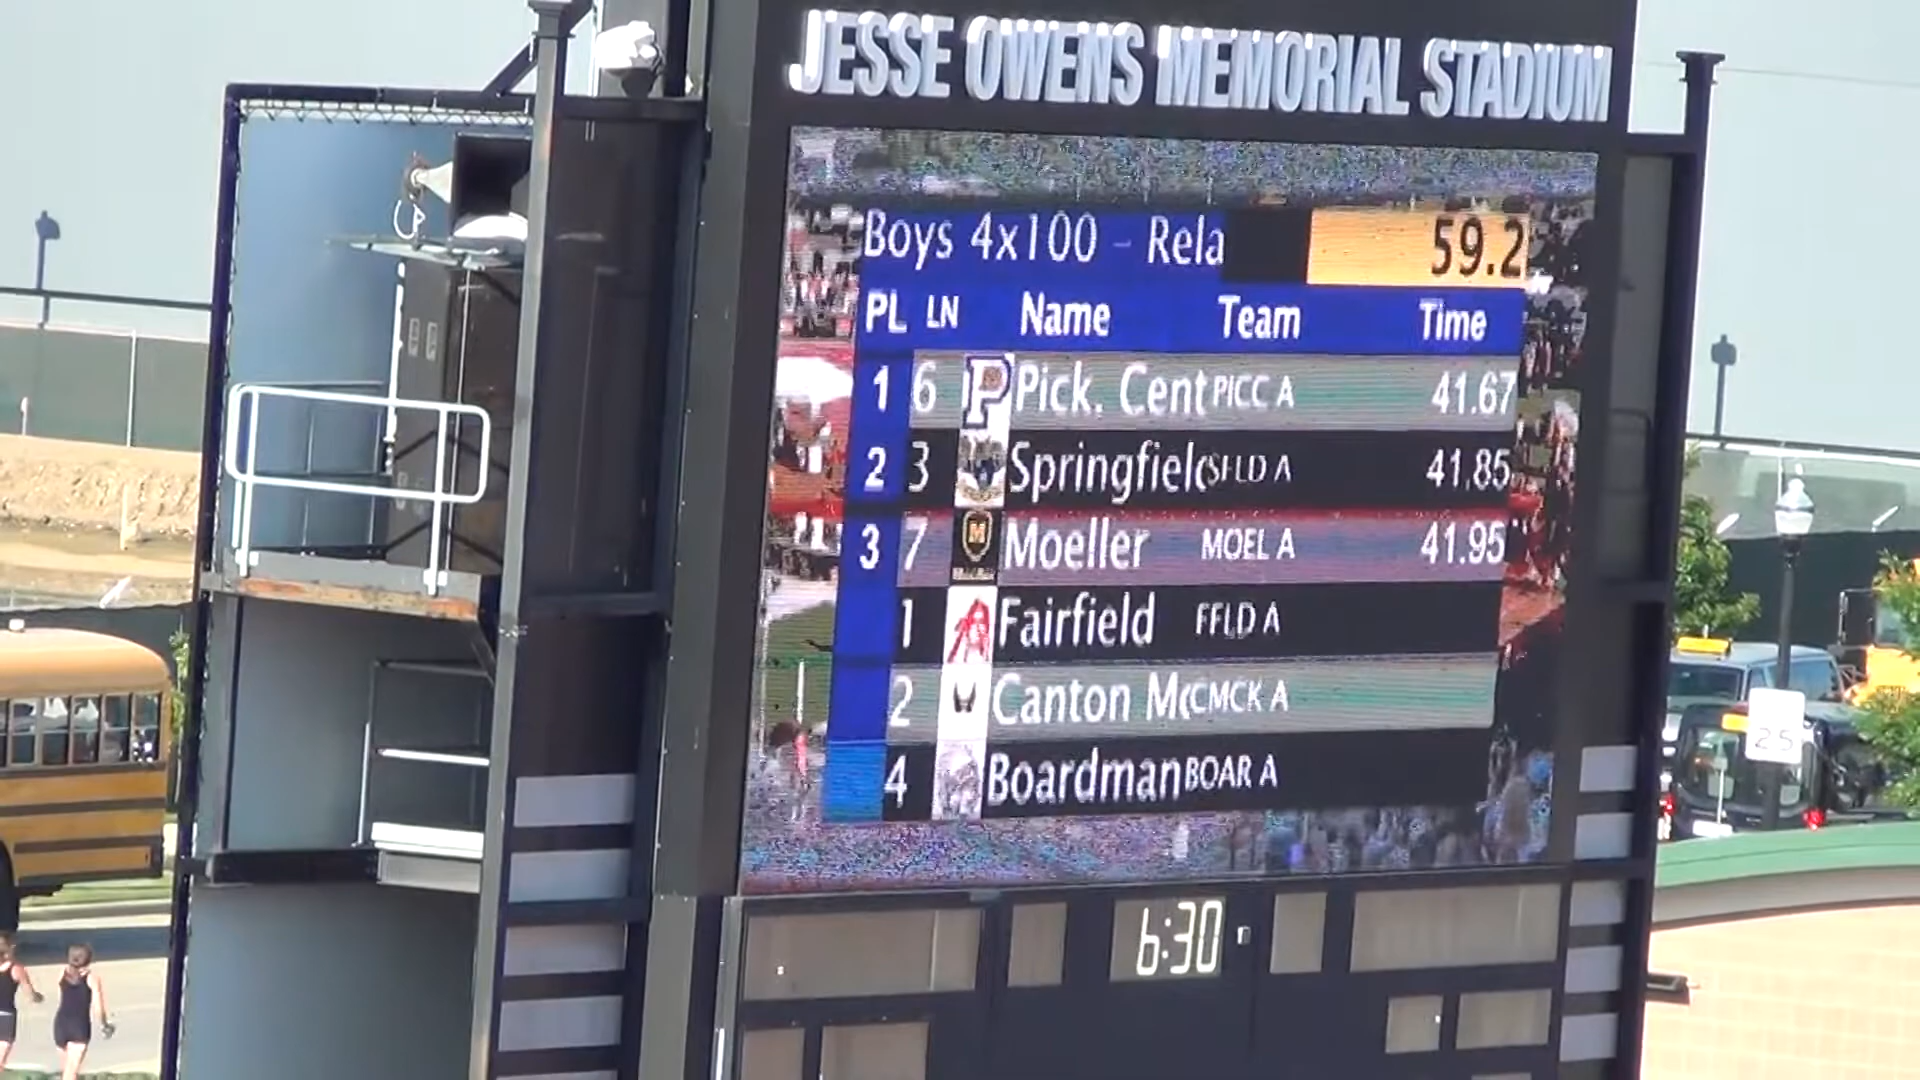 JESSE OWENS MEMORIAL STADIUM
Boys 4x100 - Rela 59.2
PL LN Name Team Time
1 6 P Pick. Cent PICC A 41.67
2 3 Springfield SFLD A 41.85
3 7 M Moeller MOEL A 41.95
1 Fairfield FFLD A
2 Canton Mc CMCK A
4 Boardman BOAR A
6:30
25